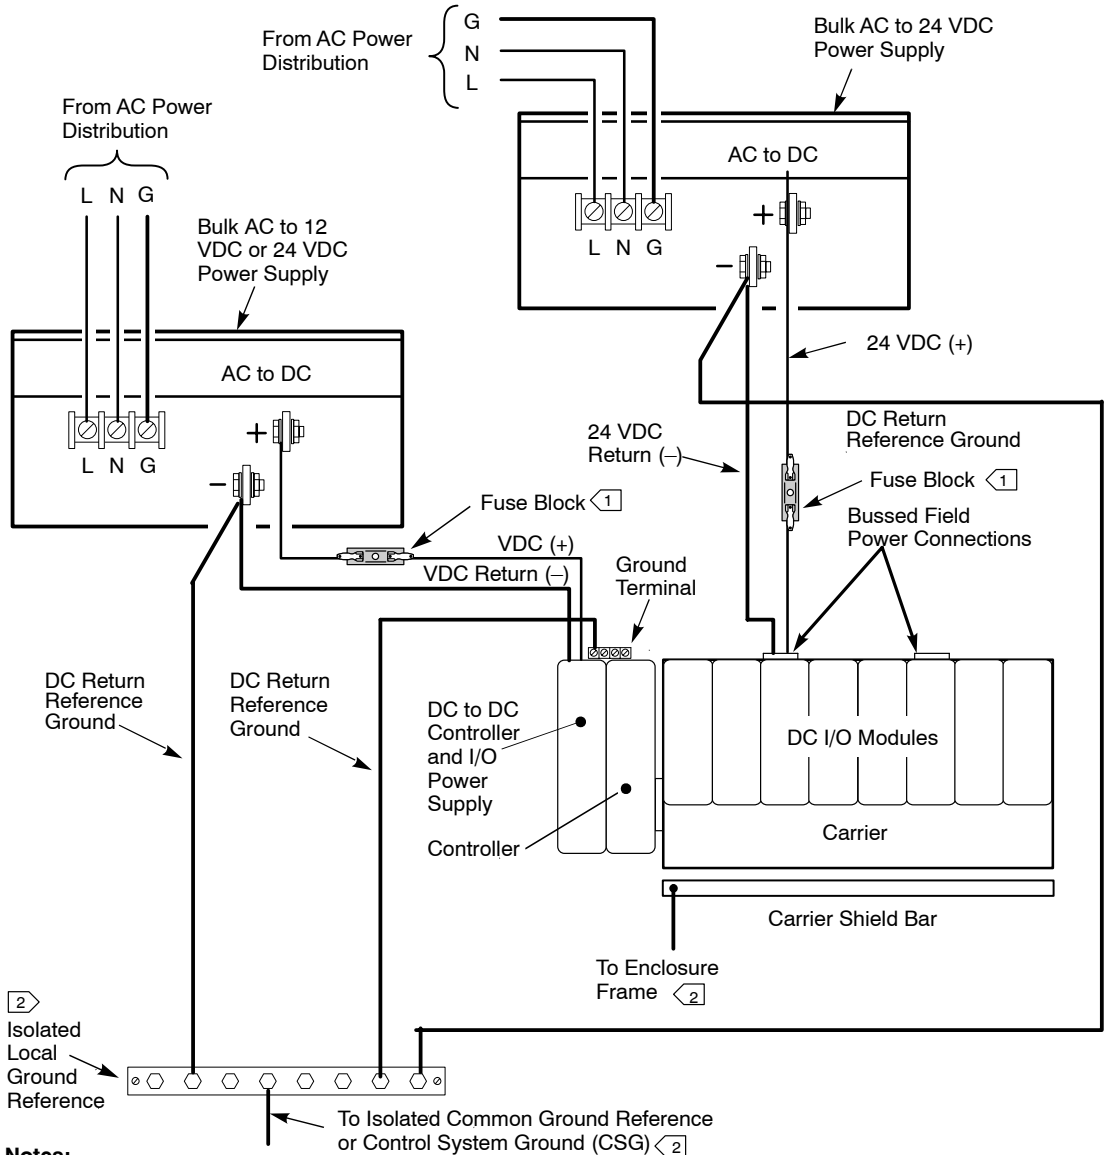 From AC Power
Distribution
G
N
L
Bulk AC to 24 VDC
Power Supply
From AC Power
Distribution
L N G
Bulk AC to 12
VDC or 24 VDC
Power Supply
AC to DC
+
L N G
–
24 VDC (+)
AC to DC
+
L N G
–
24 VDC
Return (–)
DC Return
Reference Ground
Fuse Block 1
Bussed Field
Power Connections
Fuse Block 1
VDC (+)
VDC Return (–)
Ground
Terminal
DC Return
Reference
Ground
DC Return
Reference
Ground
DC to DC
Controller
and I/O
Power
Supply
Controller
DC I/O Modules
Carrier
Carrier Shield Bar
To Enclosure
Frame 2
2
Isolated
Local
Ground
Reference
To Isolated Common Ground Reference
or Control System Ground (CSG) 2
Notes: